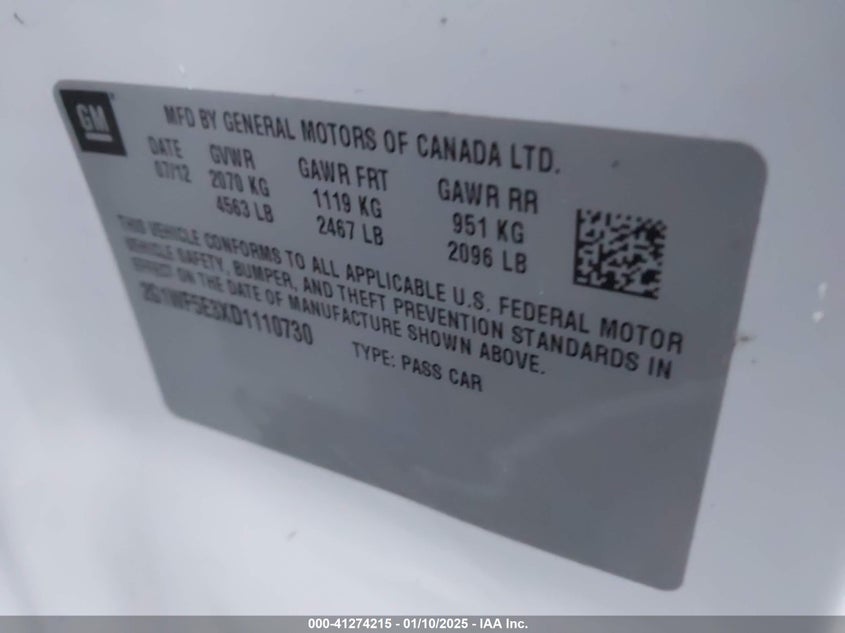 GM
MFD BY GENERAL MOTORS OF CANADA LTD.
DATE GVWR GAWR FRT GAWR RR
07/12 2070 KG 1119 KG 951 KG
4563 LB 2467 LB 2096 LB
THIS VEHICLE CONFORMS TO ALL APPLICABLE U.S. FEDERAL MOTOR
VEHICLE SAFETY, BUMPER, AND THEFT PREVENTION STANDARDS IN
EFFECT ON THE DATE OF MANUFACTURE SHOWN ABOVE.
2G1WF5E3XD1110730 TYPE: PASS CAR
000-41274215 - 01/10/2025 - IAA Inc.